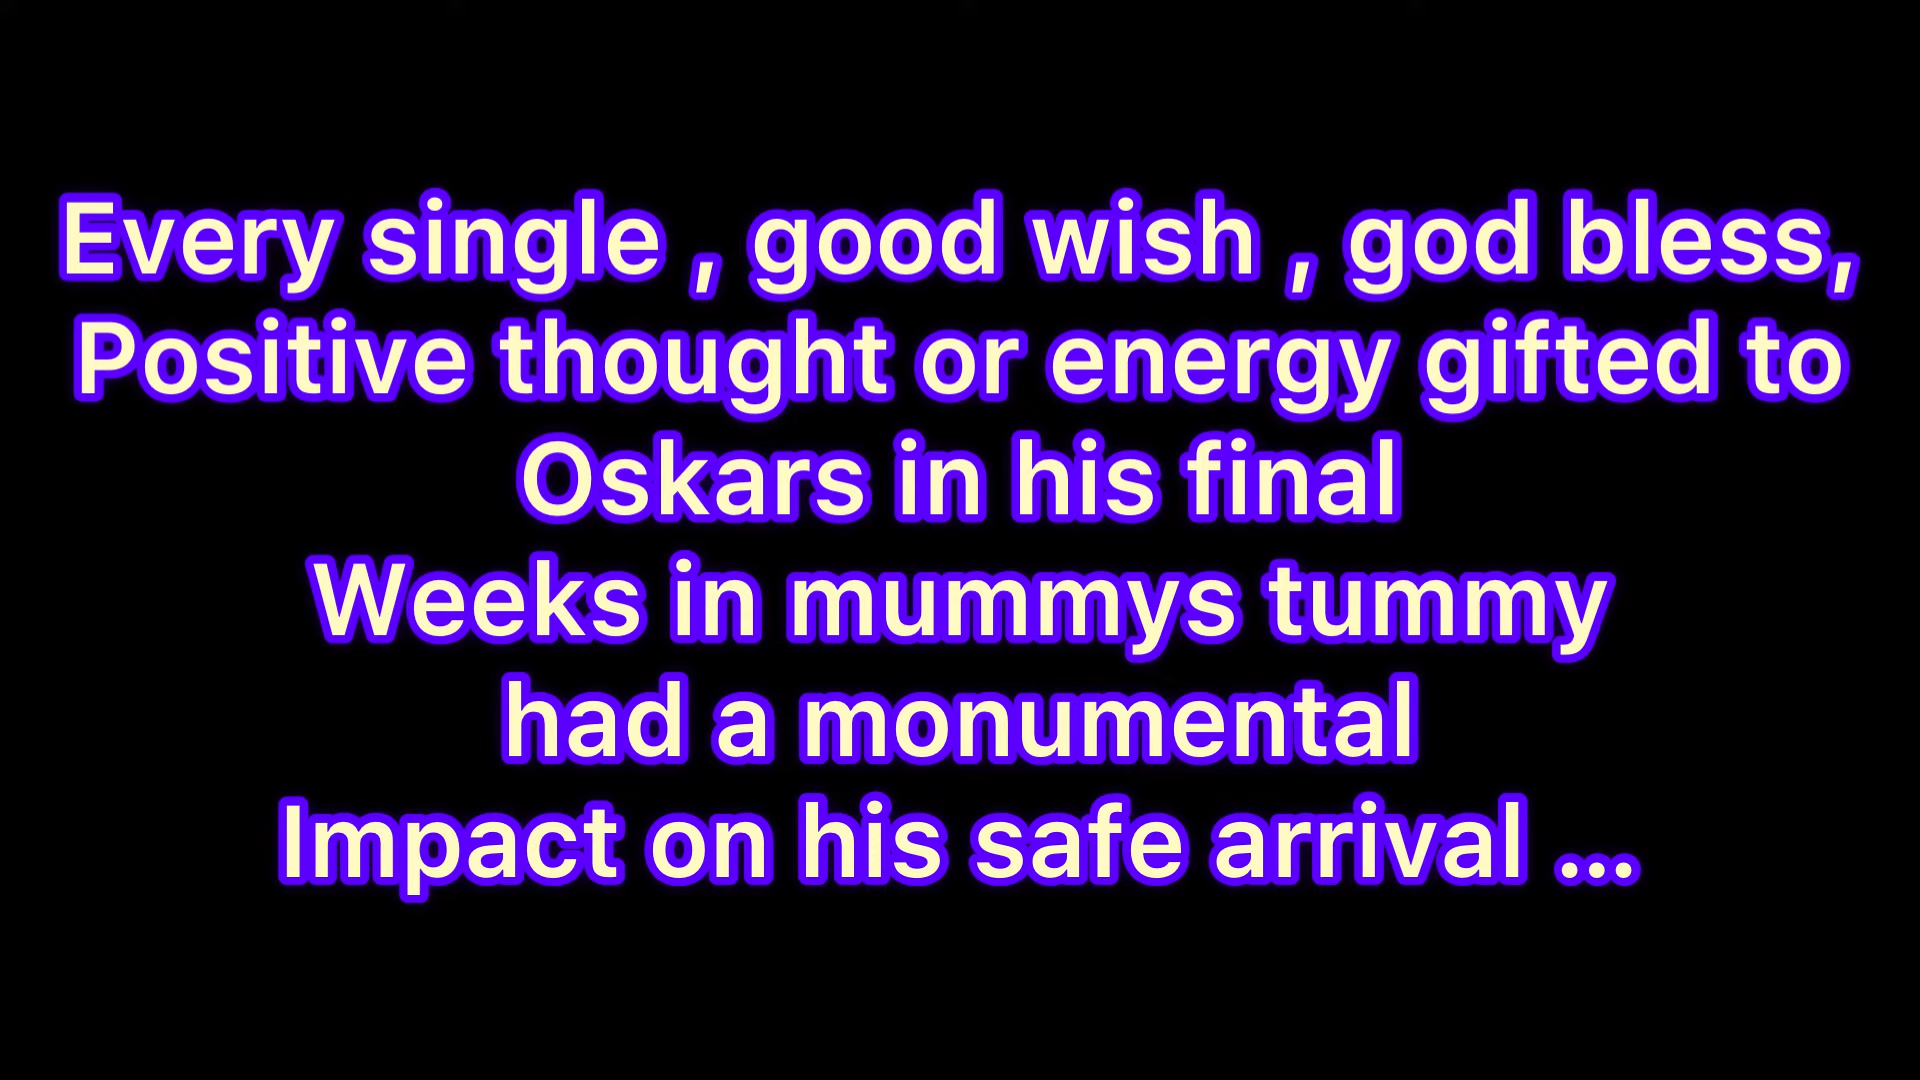 Every single , good wish , god bless,
Positive thought or energy gifted to
Oskars in his final
Weeks in mummys tummy
had a monumental
Impact on his safe arrival ...